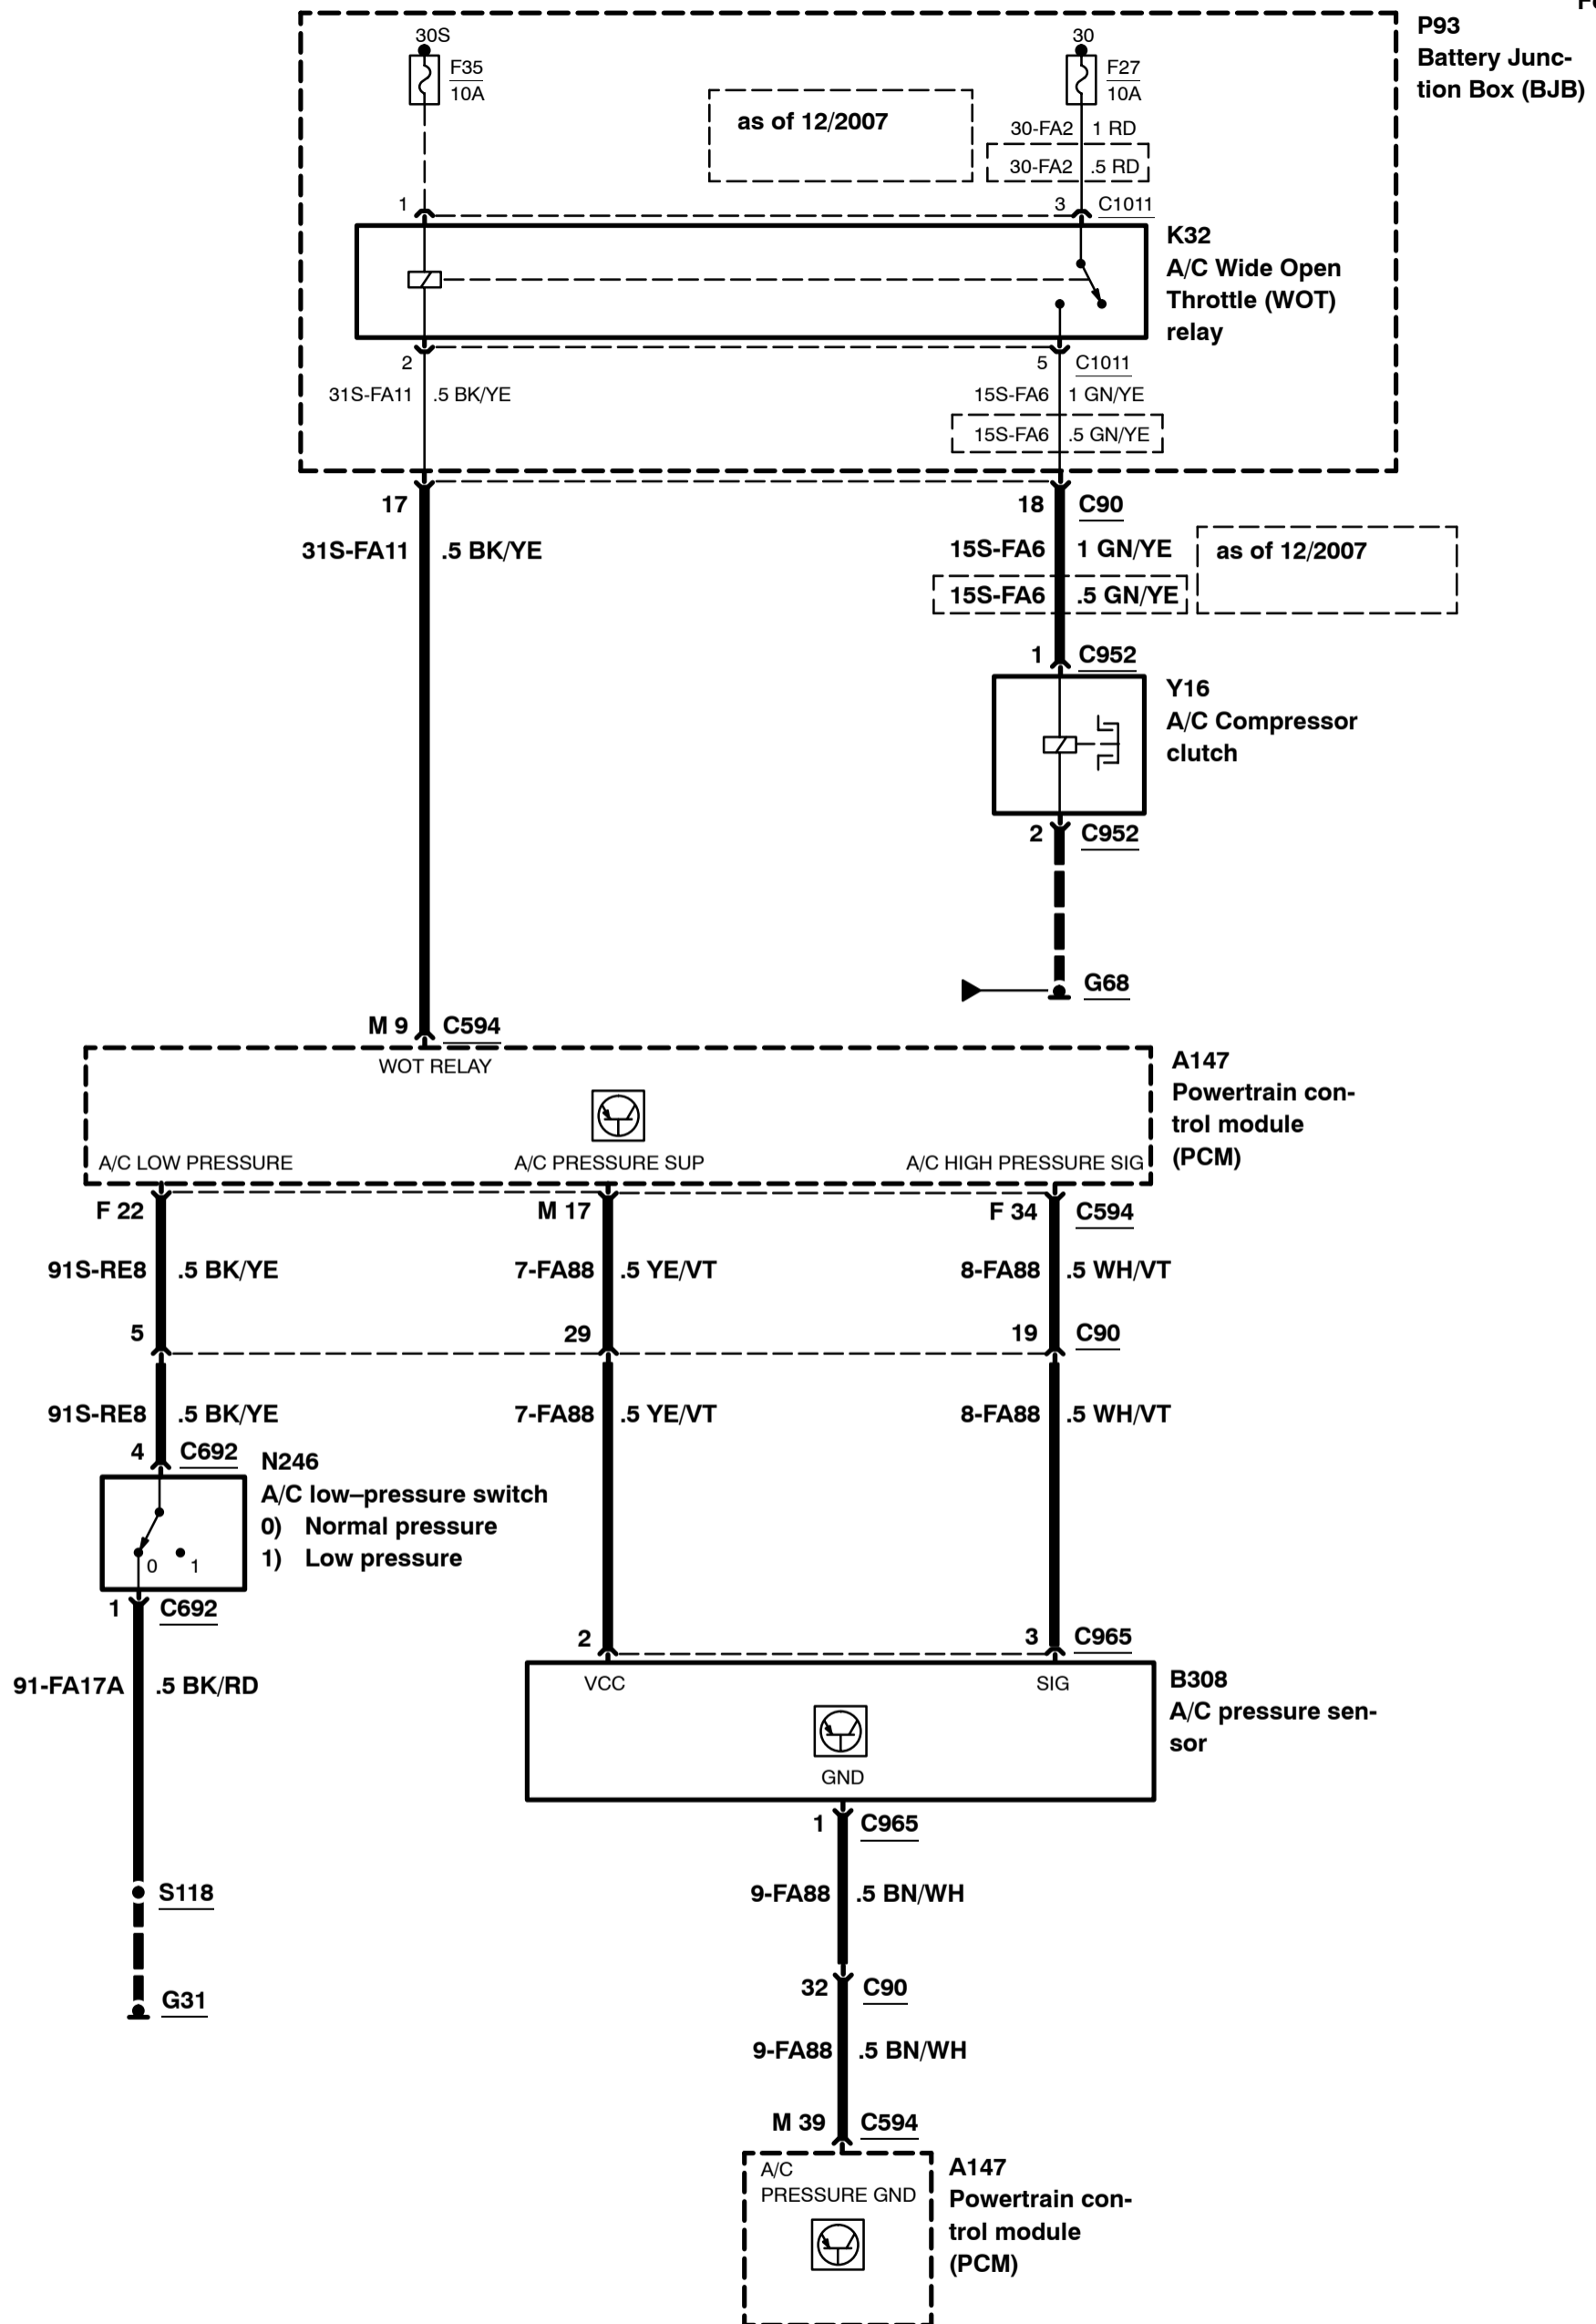 P93
Battery Junc-
tion Box (BJB)
30S
30
F35
10A
F27
10A
as of 12/2007
30-FA2 1 RD
30-FA2 .5 RD
1
3 C1011
K32
A/C Wide Open
Throttle (WOT)
relay
2
5 C1011
31S-FA11 .5 BK/YE
15S-FA6 1 GN/YE
15S-FA6 .5 GN/YE
17
18 C90
31S-FA11 .5 BK/YE
15S-FA6 1 GN/YE
as of 12/2007
15S-FA6 .5 GN/YE
1 C952
Y16
A/C Compressor
clutch
2 C952
G68
M 9 C594
WOT RELAY
A147
Powertrain con-
trol module
(PCM)
A/C LOW PRESSURE
A/C PRESSURE SUP
A/C HIGH PRESSURE SIG
F 22
M 17
F 34 C594
91S-RE8 .5 BK/YE
7-FA88 .5 YE/VT
8-FA88 .5 WH/VT
5
29
19 C90
91S-RE8 .5 BK/YE
7-FA88 .5 YE/VT
8-FA88 .5 WH/VT
4 C692
N246
A/C low–pressure switch
0) Normal pressure
1) Low pressure
0 1
1 C692
2
3 C965
91-FA17A .5 BK/RD
VCC
SIG
B308
A/C pressure sen-
sor
GND
1 C965
S118
9-FA88 .5 BN/WH
32 C90
G31
9-FA88 .5 BN/WH
M 39 C594
A/C
PRESSURE GND
A147
Powertrain con-
trol module
(PCM)